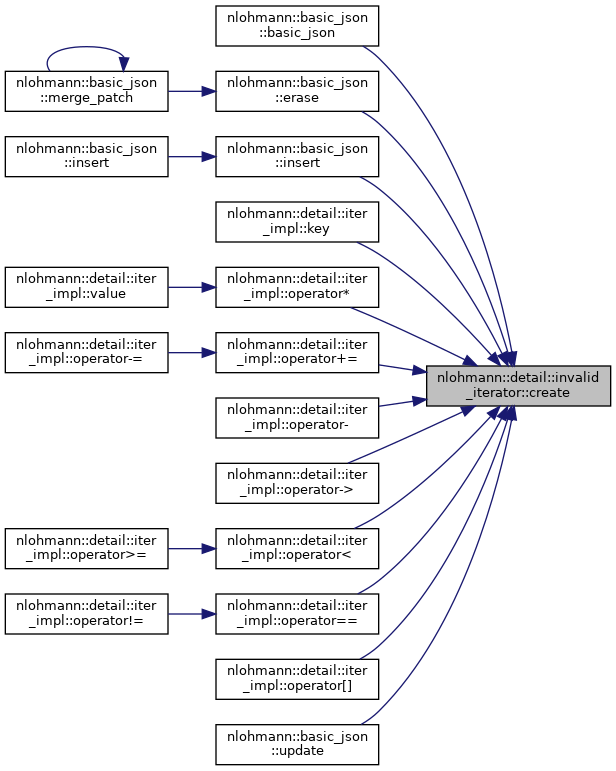 nlohmann::basic_json
::basic_json
nlohmann::basic_json
::merge_patch
nlohmann::basic_json
::erase
nlohmann::basic_json
::insert
nlohmann::basic_json
::insert
nlohmann::detail::iter
_impl::key
nlohmann::detail::iter
_impl::value
nlohmann::detail::iter
_impl::operator*
nlohmann::detail::iter
_impl::operator-=
nlohmann::detail::iter
_impl::operator+=
nlohmann::detail::invalid
_iterator::create
nlohmann::detail::iter
_impl::operator-
nlohmann::detail::iter
_impl::operator->
nlohmann::detail::iter
_impl::operator>=
nlohmann::detail::iter
_impl::operator<
nlohmann::detail::iter
_impl::operator!=
nlohmann::detail::iter
_impl::operator==
nlohmann::detail::iter
_impl::operator[]
nlohmann::basic_json
::update